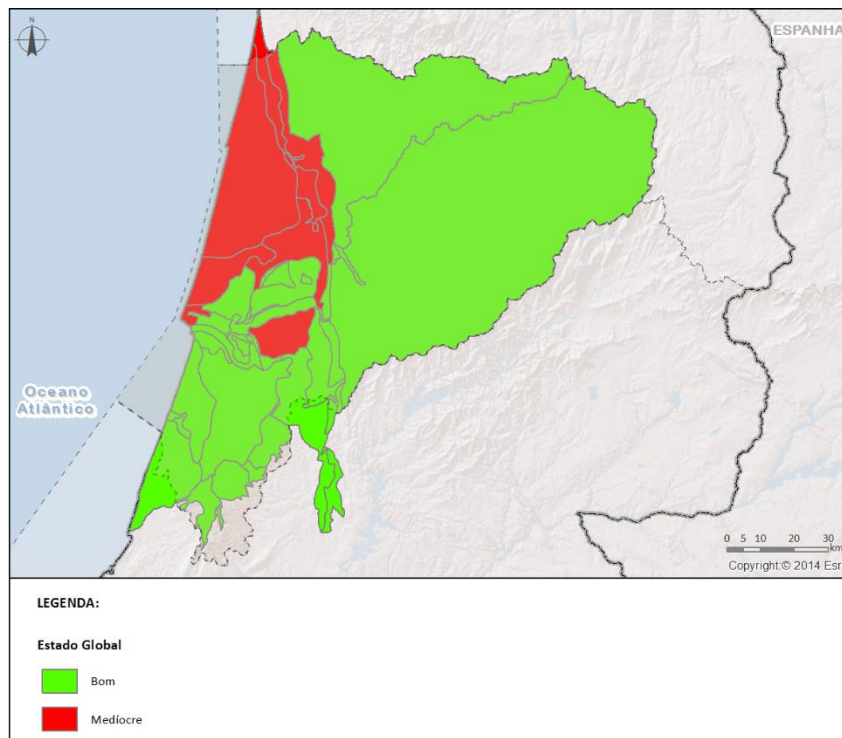 N
ESPANHA
Oceano
Atlântico
0 5 10 20 30
km
Copyright:© 2014 Esr
LEGENDA:
Estado Global
Bom
Medíocre